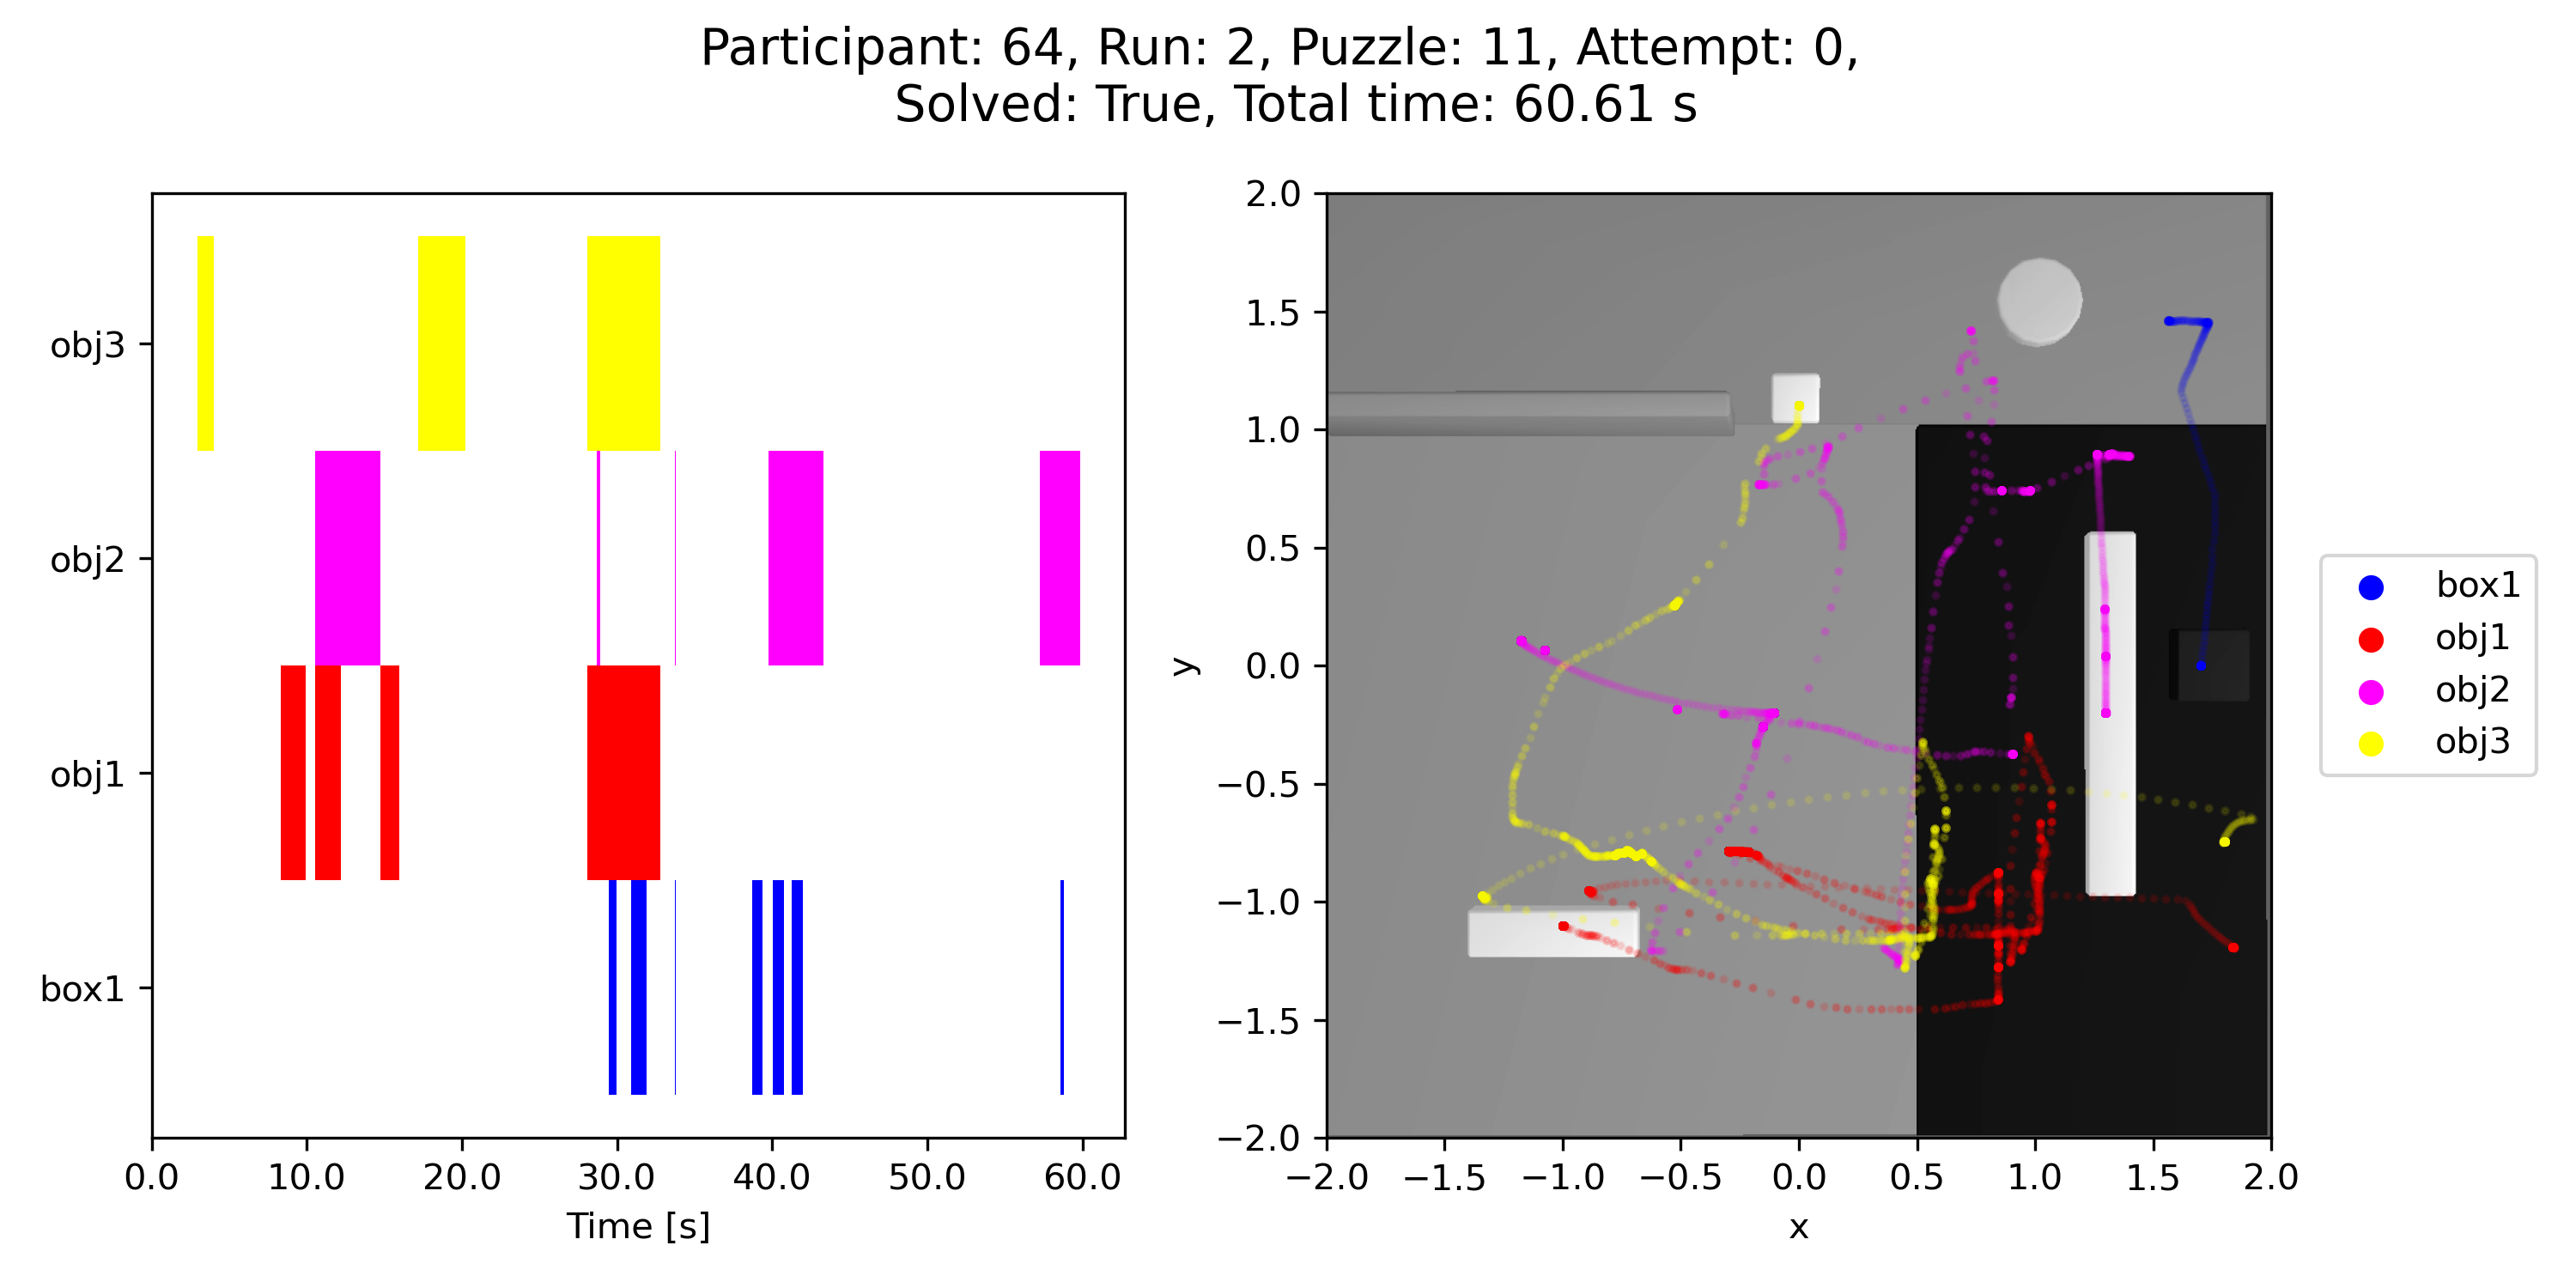 Participant: 64, Run: 2, Puzzle: 11, Attempt: 0,
Solved: True, Total time: 60.61 s
obj3
obj2
obj1
box1
0.0 10.0 20.0 30.0 40.0 50.0 60.0
Time [s]
2.0
1.5
1.0
0.5
0.0
−0.5
−1.0
−1.5
−2.0
y
−2.0 −1.5 −1.0 −0.5 0.0 0.5 1.0 1.5 2.0
x
box1
obj1
obj2
obj3